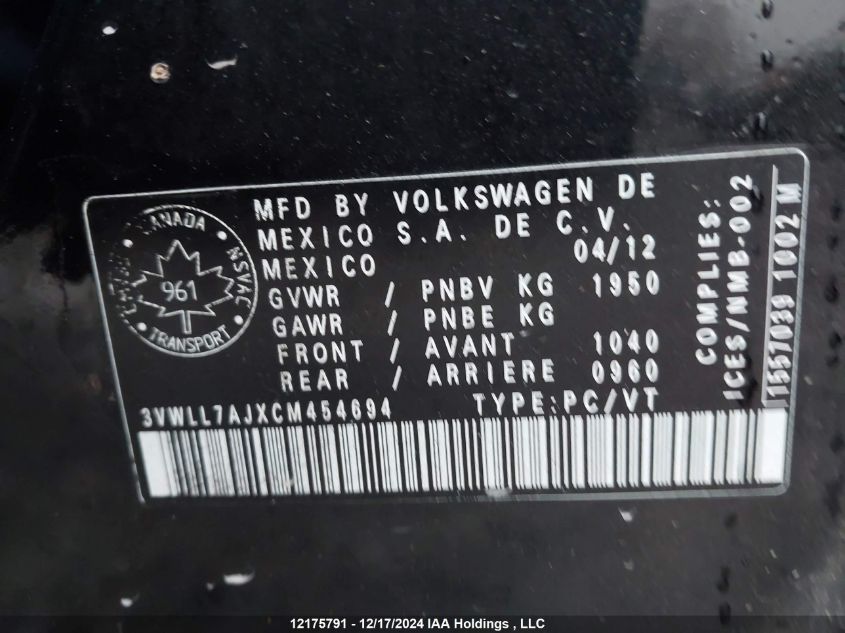 MFD BY VOLKSWAGEN DE
MEXICO S.A. DE C.V.
MEXICO 04/12
GVWR / PNBV KG 1950
GAWR / PNBE KG
FRONT / AVANT 1040
REAR / ARRIERE 0960
3VWLL7AJXCM454694 TYPE:PC/VT
CANADA
NSVAC
961
TRANSPORT
COMPLIES:
ICES/NMB-002
1557039 1002 M
12175791 - 12/17/2024 IAA Holdings , LLC